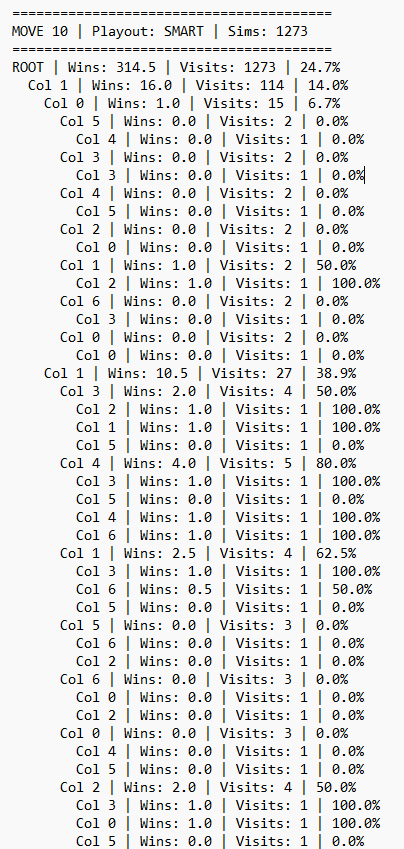 ========================================
MOVE 10 | Playout: SMART | Sims: 1273
========================================
ROOT | Wins: 314.5 | Visits: 1273 | 24.7%
Col 1 | Wins: 16.0 | Visits: 114 | 14.0%
Col 0 | Wins: 1.0 | Visits: 15 | 6.7%
Col 5 | Wins: 0.0 | Visits: 2 | 0.0%
Col 4 | Wins: 0.0 | Visits: 1 | 0.0%
Col 3 | Wins: 0.0 | Visits: 2 | 0.0%
Col 3 | Wins: 0.0 | Visits: 1 | 0.0%
Col 4 | Wins: 0.0 | Visits: 2 | 0.0%
Col 5 | Wins: 0.0 | Visits: 1 | 0.0%
Col 2 | Wins: 0.0 | Visits: 2 | 0.0%
Col 0 | Wins: 0.0 | Visits: 1 | 0.0%
Col 1 | Wins: 1.0 | Visits: 2 | 50.0%
Col 2 | Wins: 1.0 | Visits: 1 | 100.0%
Col 6 | Wins: 0.0 | Visits: 2 | 0.0%
Col 3 | Wins: 0.0 | Visits: 1 | 0.0%
Col 0 | Wins: 0.0 | Visits: 2 | 0.0%
Col 0 | Wins: 0.0 | Visits: 1 | 0.0%
Col 1 | Wins: 10.5 | Visits: 27 | 38.9%
Col 3 | Wins: 2.0 | Visits: 4 | 50.0%
Col 2 | Wins: 1.0 | Visits: 1 | 100.0%
Col 1 | Wins: 1.0 | Visits: 1 | 100.0%
Col 5 | Wins: 0.0 | Visits: 1 | 0.0%
Col 4 | Wins: 4.0 | Visits: 5 | 80.0%
Col 3 | Wins: 1.0 | Visits: 1 | 100.0%
Col 5 | Wins: 0.0 | Visits: 1 | 0.0%
Col 4 | Wins: 1.0 | Visits: 1 | 100.0%
Col 6 | Wins: 1.0 | Visits: 1 | 100.0%
Col 1 | Wins: 2.5 | Visits: 4 | 62.5%
Col 3 | Wins: 1.0 | Visits: 1 | 100.0%
Col 6 | Wins: 0.5 | Visits: 1 | 50.0%
Col 5 | Wins: 0.0 | Visits: 1 | 0.0%
Col 5 | Wins: 0.0 | Visits: 3 | 0.0%
Col 6 | Wins: 0.0 | Visits: 1 | 0.0%
Col 2 | Wins: 0.0 | Visits: 1 | 0.0%
Col 6 | Wins: 0.0 | Visits: 3 | 0.0%
Col 0 | Wins: 0.0 | Visits: 1 | 0.0%
Col 2 | Wins: 0.0 | Visits: 1 | 0.0%
Col 0 | Wins: 0.0 | Visits: 3 | 0.0%
Col 4 | Wins: 0.0 | Visits: 1 | 0.0%
Col 5 | Wins: 0.0 | Visits: 1 | 0.0%
Col 2 | Wins: 2.0 | Visits: 4 | 50.0%
Col 3 | Wins: 1.0 | Visits: 1 | 100.0%
Col 0 | Wins: 1.0 | Visits: 1 | 100.0%
Col 5 | Wins: 0.0 | Visits: 1 | 0.0%